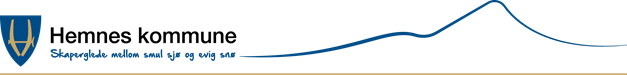 Hemnes kommune
Skaperglede mellom smul sjø og evig snø